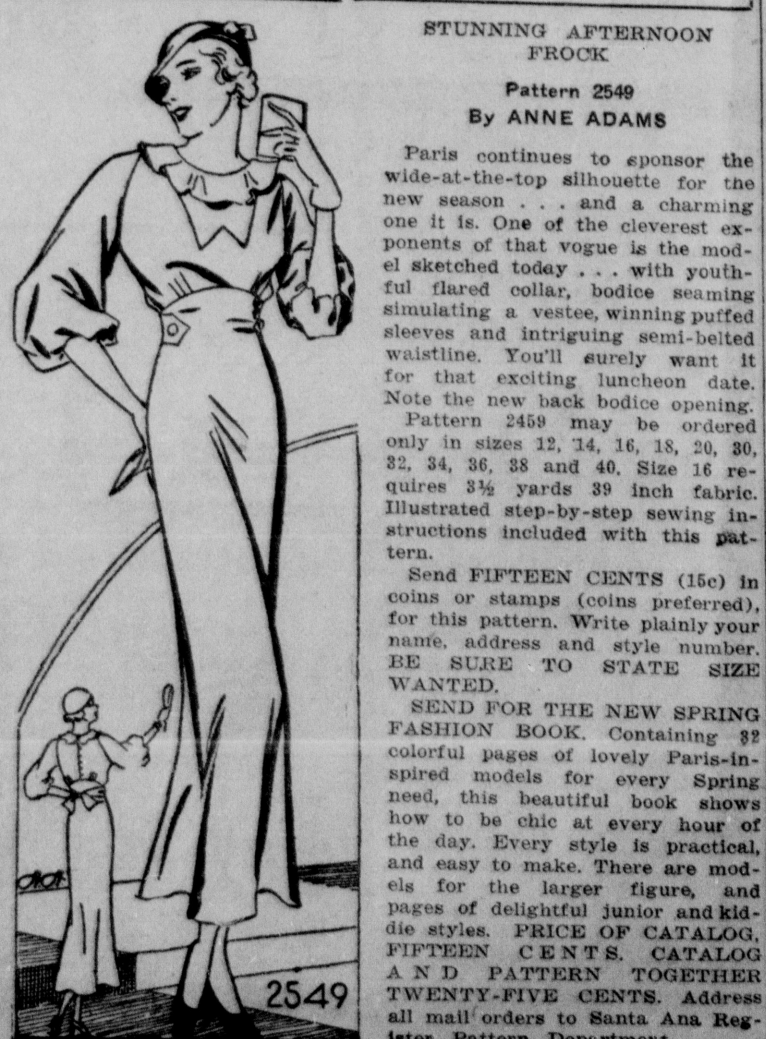 STUNNING AFTERNOON
FROCK
Pattern 2549
By ANNE ADAMS
Paris continues to sponsor the
wide-at-the-top silhouette for the
new season . . . and a charming
one it is. One of the cleverest ex-
ponents of that vogue is the mod-
el sketched today . . . with youth-
ful flared collar, bodice seaming
simulating a vestee, winning puffed
sleeves and intriguing semi-belted
waistline. You'll surely want it
for that exciting luncheon date.
Note the new back bodice opening.
Pattern 2459 may be ordered
only in sizes 12, 14, 16, 18, 20, 30,
32, 34, 36, 38 and 40. Size 16 re-
quires 3½ yards 39 inch fabric.
Illustrated step-by-step sewing in-
structions included with this pat-
tern.
Send FIFTEEN CENTS (15c) in
coins or stamps (coins preferred),
for this pattern. Write plainly your
name, address and style number.
BE SURE TO STATE SIZE
WANTED.
SEND FOR THE NEW SPRING
FASHION BOOK. Containing 32
colorful pages of lovely Paris-in-
spired models for every Spring
need, this beautiful book shows
how to be chic at every hour of
the day. Every style is practical,
and easy to make. There are mod-
els for the larger figure, and
pages of delightful junior and kid-
die styles. PRICE OF CATALOG,
FIFTEEN CENTS. CATALOG
AND PATTERN TOGETHER
TWENTY-FIVE CENTS. Address
all mail orders to Santa Ana Reg-
ister Pattern Department
2549